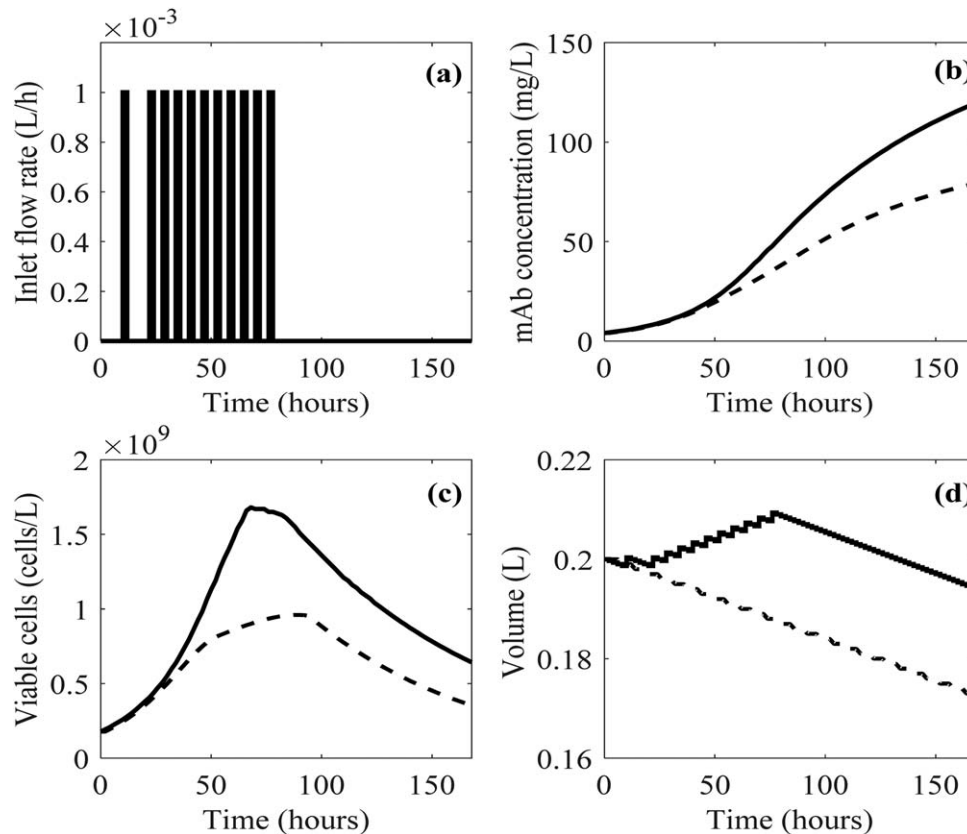 ×10⁻³
(a)
1
0.8
0.6
0.4
0.2
0
0 50 100 150
Inlet flow rate (L/h)
Time (hours)
(b)
150
100
50
0
0 50 100 150
mAb concentration (mg/L)
Time (hours)
×10⁹
(c)
2
1.5
1
0.5
0
0 50 100 150
Viable cells (cells/L)
Time (hours)
(d)
0.22
0.2
0.18
0.16
0 50 100 150
Volume (L)
Time (hours)